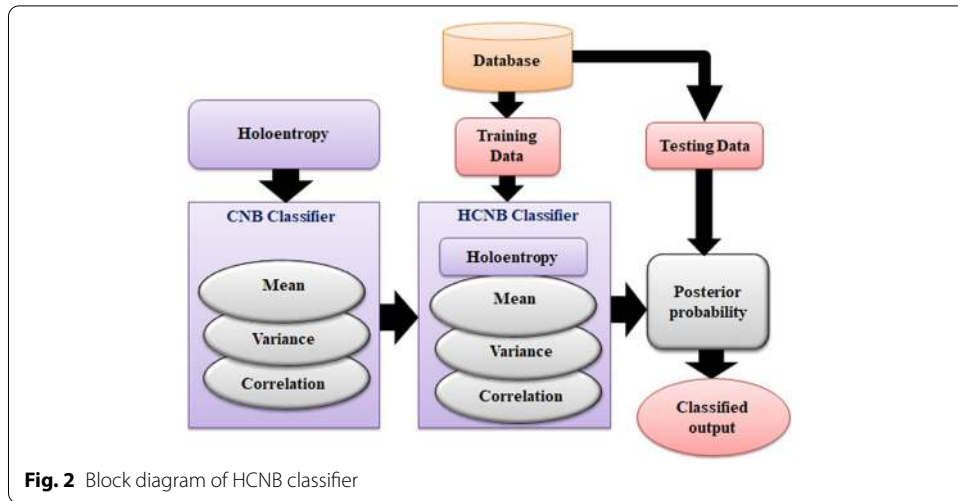 Database
Holoentropy
Training
Data
Testing Data
CNB Classifier
Mean
Variance
Correlation
HCNB Classifier
Holoentropy
Mean
Variance
Correlation
Posterior
probability
Classified
output
Fig. 2 Block diagram of HCNB classifier